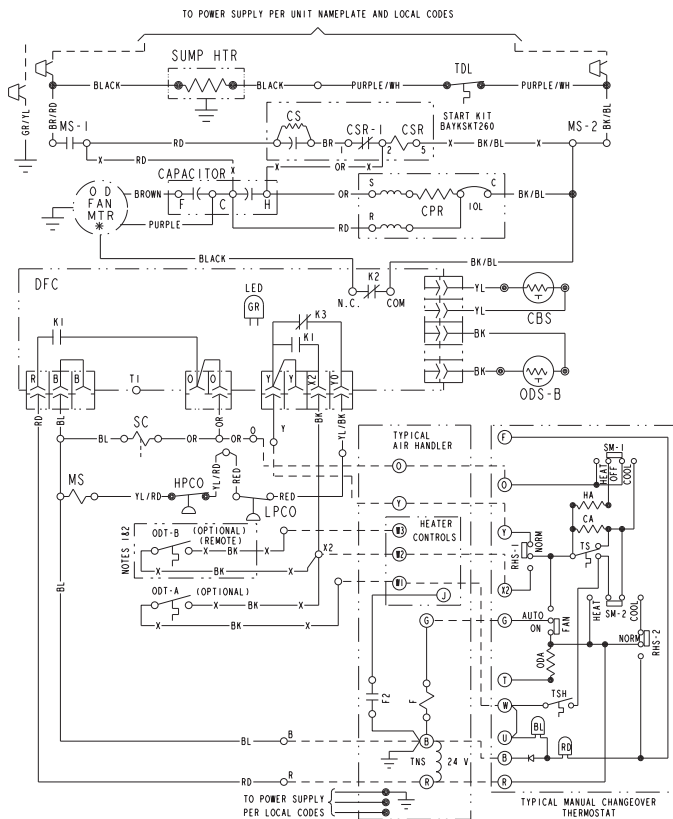 TO POWER SUPPLY PER UNIT NAMEPLATE AND LOCAL CODES
SUMP HTR
TDL
BLACK
BLACK
PURPLE/WH
PURPLE/WH
GR/YL
BR/RD
BK/BL
START KIT
BAYKSKT260
CS
CSR-1
CSR
MS-1
RD
BR
1
2
5
X
BK/BL
X
MS-2
X
RD
X
X
OR
X
CAPACITOR
O D
FAN
MTR
*
BROWN
F
C
H
OR
S
C
BK/BL
CPR
IOL
PURPLE
RD
R
BLACK
BK/BL
DFC
LED
GR
K2
N.C.
COM
YL
YL
CBS
BK
BK
ODS-B
K1
K3
K1
R
B
B
T1
O
O
Y
Y
X2
YO
RD
BL
SC
BL
OR
OR
OR
O
Y
BK
YL/BK
MS
YL/RD
HPCO
YL/RD
RED
LPCO
RED
NOTES 1&2
ODT-B
(OPTIONAL)
(REMOTE)
X
BK
X
X
BK
X
X2
ODT-A
(OPTIONAL)
X
BK
X
X
BK
X
BL
BL
B
RD
R
TYPICAL
AIR HANDLER
O
Y
HEATER
CONTROLS
W3
W2
W1
J
G
F2
F
B
TNS
24 V
R
TO POWER SUPPLY
PER LOCAL CODES
F
O
Y
X2
G
T
W
U
B
R
SM-1
HEAT
OFF
COOL
HA
CA
TS
RHS-1
NORM
AUTO
ON
FAN
HEAT
SM-2
COOL
NORM
RHS-2
ODA
TSH
BL
RD
TYPICAL MANUAL CHANGEOVER
THERMOSTAT